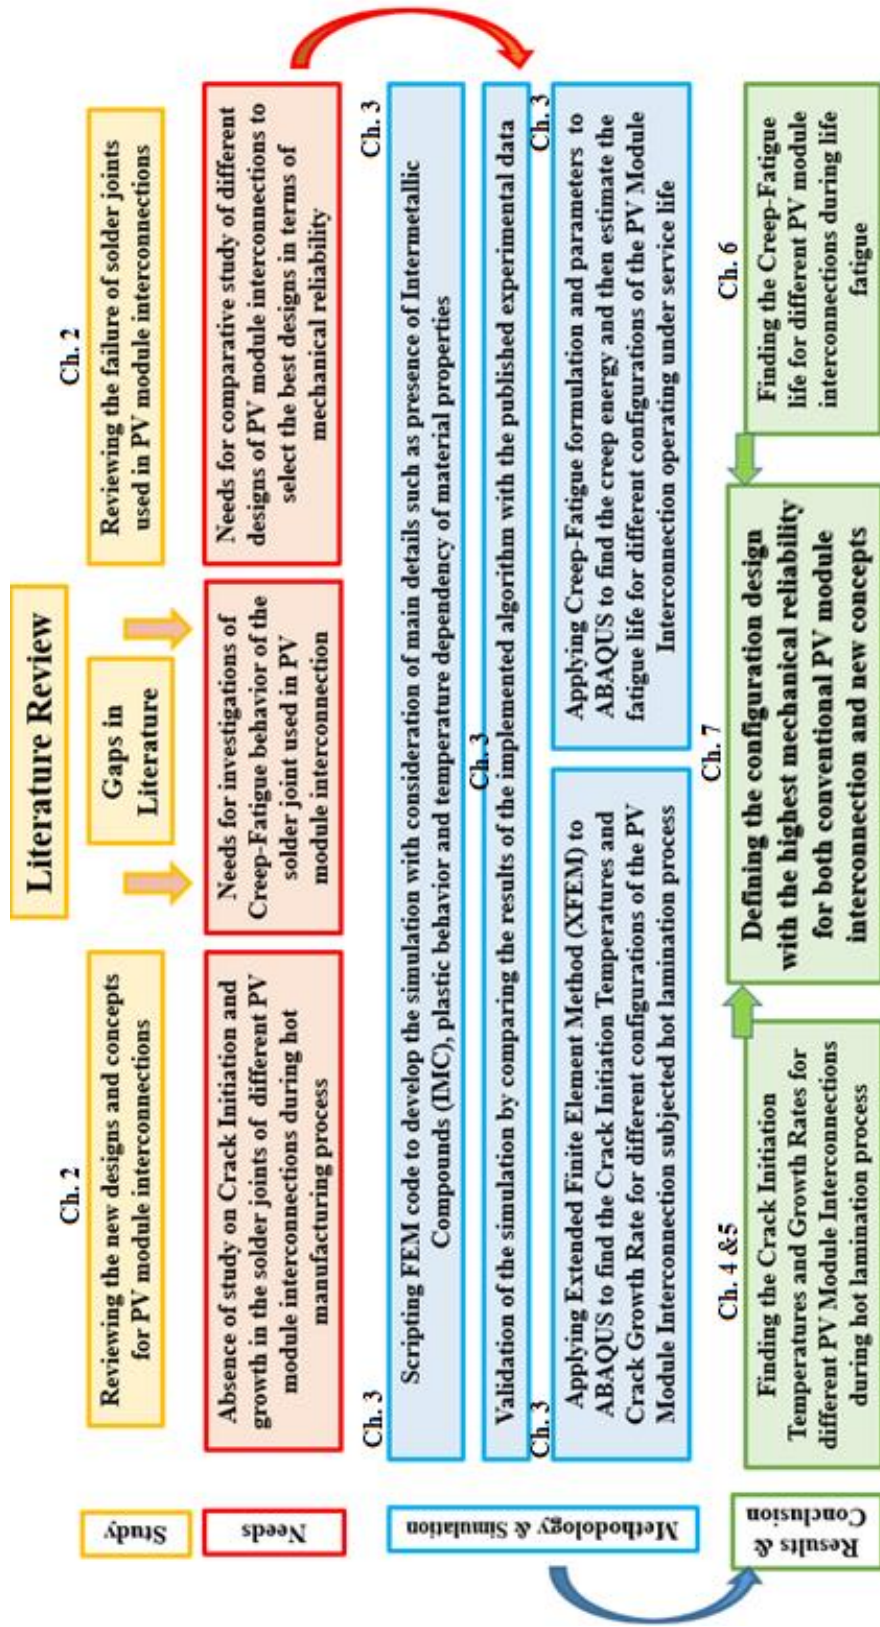 Literature Review
Ch. 2
Ch. 2
Study
Reviewing the new designs and concepts
for PV module interconnections
Gaps in
Literature
Reviewing the failure of solder joints
used in PV module interconnections
Needs
Absence of study on Crack Initiation and
growth in the solder joints of different PV
module interconnections during hot
manufacturing process
Needs for investigations of
Creep-Fatigue behavior of the
solder joint used in PV
module interconnection
Needs for comparative study of different
designs of PV module interconnections to
select the best designs in terms of
mechanical reliability
Ch. 3
Ch. 3
Methodology & Simulation
Scripting FEM code to develop the simulation with consideration of main details such as presence of Intermetallic
Compounds (IMC), plastic behavior and temperature dependency of material properties
Ch. 3
Validation of the simulation by comparing the results of the implemented algorithm with the published experimental data
Ch. 3
Ch. 3
Applying Extended Finite Element Method (XFEM) to
ABAQUS to find the Crack Initiation Temperatures and
Crack Growth Rate for different configurations of the PV
Module Interconnection subjected hot lamination process
Applying Creep-Fatigue formulation and parameters to
ABAQUS to find the creep energy and then estimate the
fatigue life for different configurations of the PV Module
Interconnection operating under service life
Ch. 4 &5
Ch. 7
Ch. 6
Results &
Conclusion
Finding the Crack Initiation
Temperatures and Growth Rates for
different PV Module Interconnections
during hot lamination process
Defining the configuration design
with the highest mechanical reliability
for both conventional PV module
interconnection and new concepts
Finding the Creep-Fatigue
life for different PV module
interconnections during life
fatigue